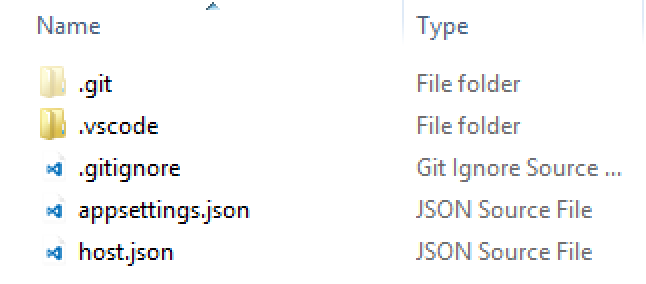 Name Type
.git File folder
.vscode File folder
.gitignore Git Ignore Source ...
appsettings.json JSON Source File
host.json JSON Source File